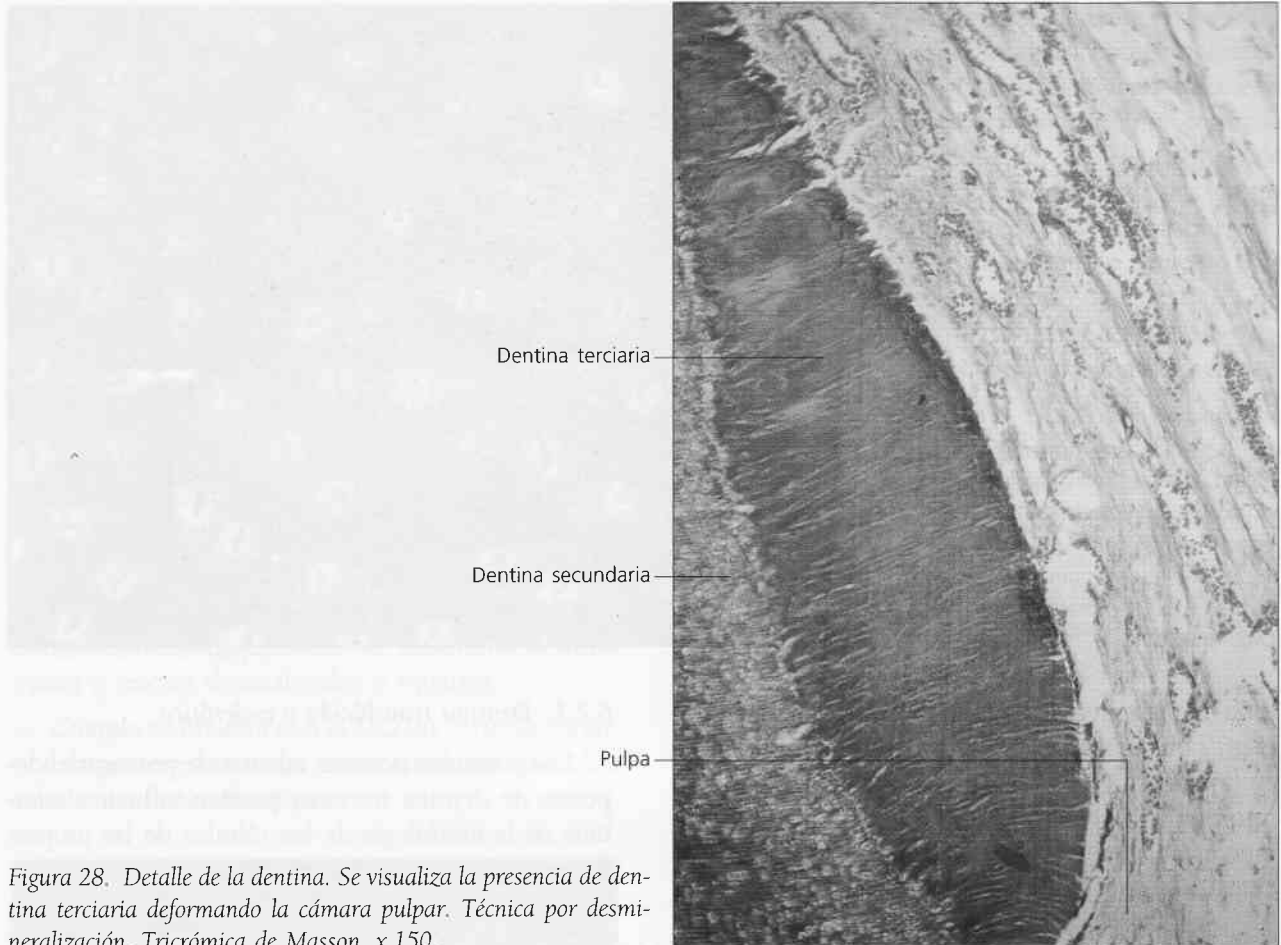 Dentina terciaria
Dentina secundaria
Pulpa
Figura 28. Detalle de la dentina. Se visualiza la presencia de den-
tina terciaria deformando la cámara pulpar. Técnica por desmi-
neralización. Tricrómica de Masson, x 150.